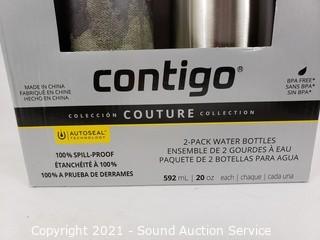 MADE IN CHINA
FABRIQUÉ EN CHINE
HECHO EN CHINA
contigo®
BPA FREE*
SANS BPA*
SIN BPA*
COLECCIÓN COUTURE COLLECTION
AUTOSEAL®
TECHNOLOGY
100% SPILL-PROOF
ÉTANCHÉITÉ À 100%
100% A PRUEBA DE DERRAMES
2-PACK WATER BOTTLES
ENSEMBLE DE 2 GOURDES À EAU
PAQUETE DE 2 BOTELLAS PARA AGUA
592 mL | 20 oz each | chaque | cada una
Copyright 2021 - Sound Auction Service